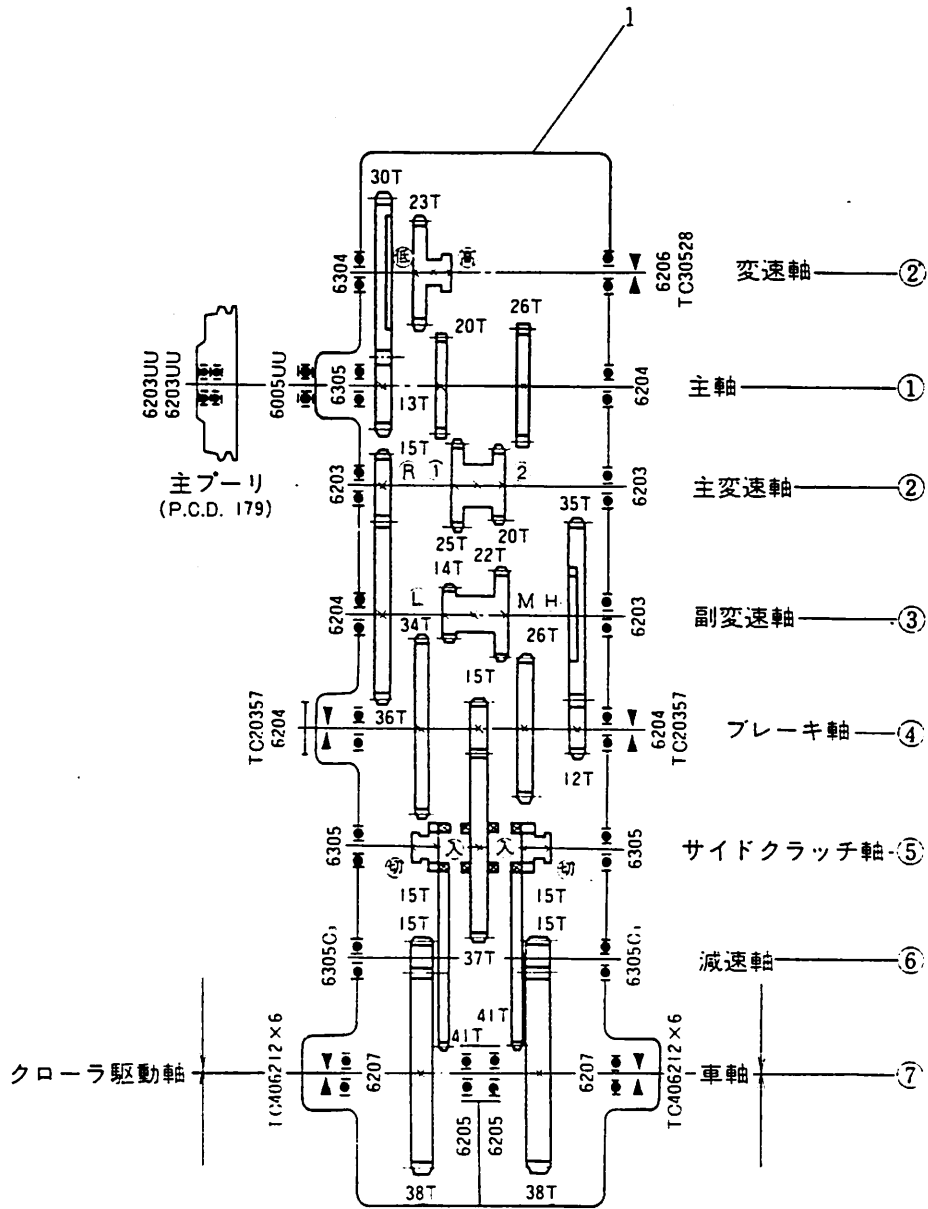 1
30T
23T
6304
低
高
6206
TC30528
変速軸 ②
20T
26T
6203UU
6203UU
6005UU
6305
13T
6204
主軸 ①
主プーリ
(P.C.D. 179)
15T
6203
R 1
2
6203
主変速軸 ②
35T
25T
20T
14T
22T
6204
L
M H
6203
副変速軸 ③
34T
26T
15T
TC20357
6204
36T
12T
6204
TC20357
ブレーキ軸 ④
6305
切
入
入
切
6305
サイドクラッチ軸 ⑤
15T
15T
15T
15T
6305C₃
37T
6305C₃
減速軸 ⑥
41T
41T
クローラ駆動軸
TC406212×6
6207
6207
TC406212×6
車軸 ⑦
6205
6205
38T
38T